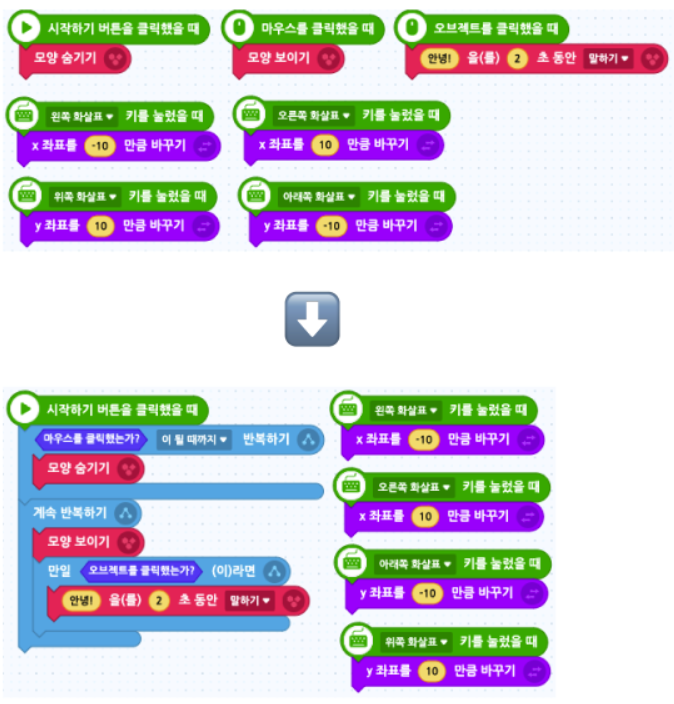 시작하기 버튼을 클릭했을 때
모양 숨기기
마우스를 클릭했을 때
모양 보이기
오브젝트를 클릭했을 때
안녕! 을(를) 2 초 동안 말하기
왼쪽 화살표 키를 눌렀을 때
x 좌표를 -10 만큼 바꾸기
오른쪽 화살표 키를 눌렀을 때
x 좌표를 10 만큼 바꾸기
위쪽 화살표 키를 눌렀을 때
y 좌표를 10 만큼 바꾸기
아래쪽 화살표 키를 눌렀을 때
y 좌표를 -10 만큼 바꾸기
시작하기 버튼을 클릭했을 때
마우스를 클릭했는가? 이 될 때까지 반복하기
모양 숨기기
계속 반복하기
모양 보이기
만일 오브젝트를 클릭했는가? (이)라면
안녕! 을(를) 2 초 동안 말하기
왼쪽 화살표 키를 눌렀을 때
x 좌표를 -10 만큼 바꾸기
오른쪽 화살표 키를 눌렀을 때
x 좌표를 10 만큼 바꾸기
아래쪽 화살표 키를 눌렀을 때
y 좌표를 -10 만큼 바꾸기
위쪽 화살표 키를 눌렀을 때
y 좌표를 10 만큼 바꾸기